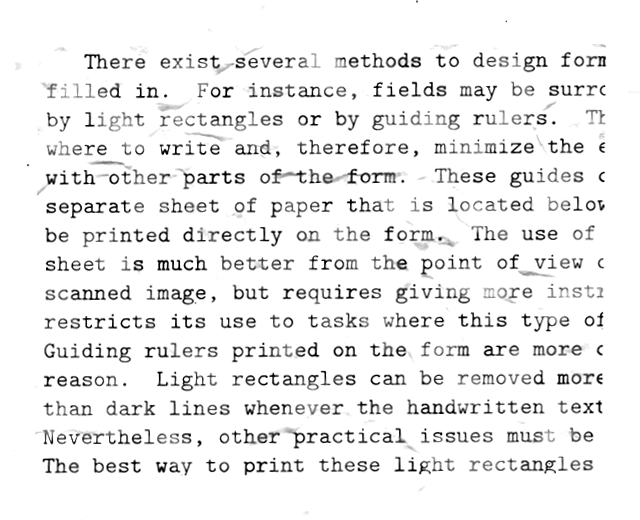 There exist several methods to design
filled in. For instance, fields may be
by light rectangles or by guiding rulers.
where to write and, therefore, minimize the
with other parts of the form. These guides
separate sheet of paper that is located
be printed directly on the form. The use of
sheet is much better from the point of view
scanned image, but requires giving more
restricts its use to tasks where this type of
Guiding rulers printed on the form are more
reason. Light rectangles can be removed more
than dark lines whenever the handwritten text
Nevertheless, other practical issues must be
The best way to print these light rectangles